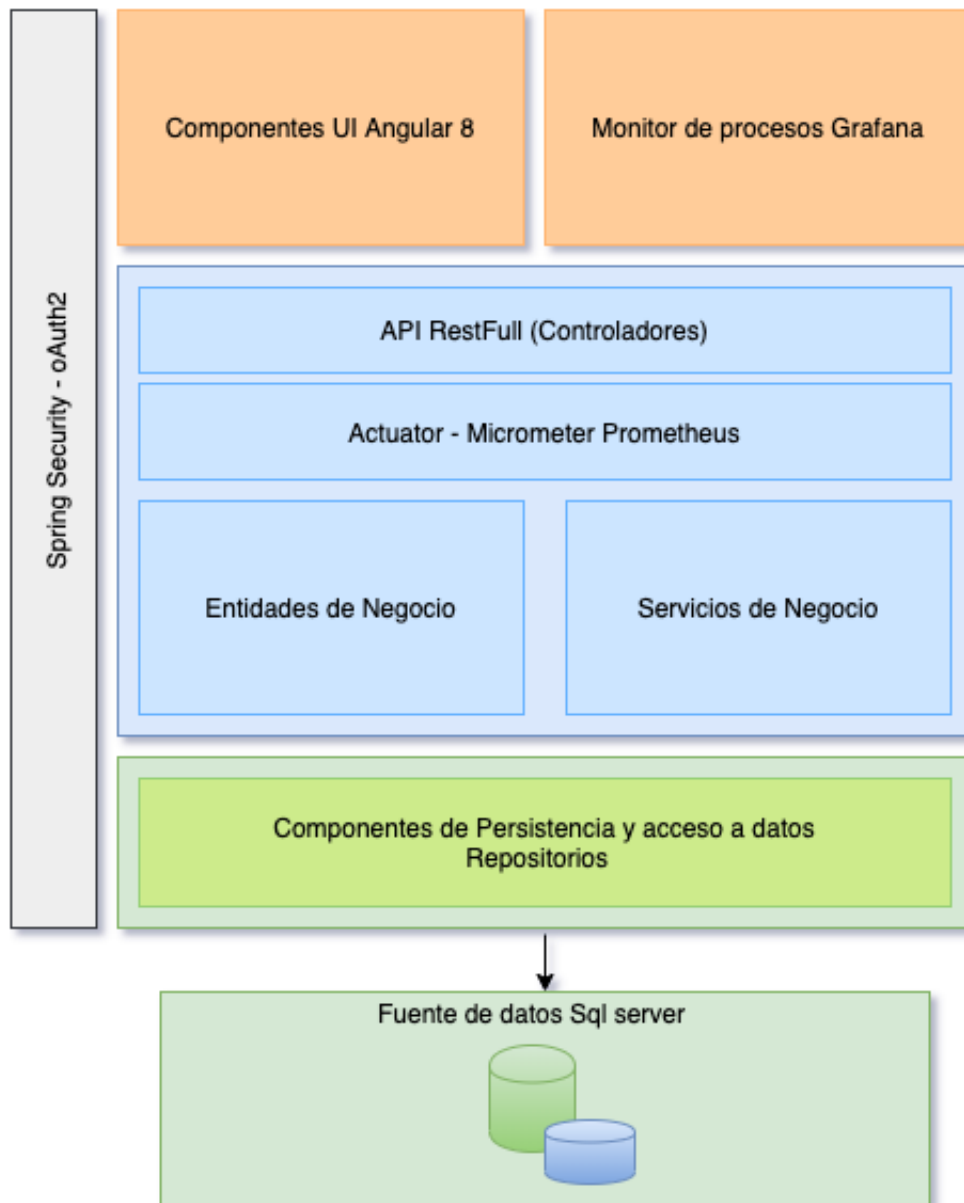 Spring Security - oAuth2
Componentes UI Angular 8
Monitor de procesos Grafana
API RestFull (Controladores)
Actuator - Micrometer Prometheus
Entidades de Negocio
Servicios de Negocio
Componentes de Persistencia y acceso a datos
Repositorios
Fuente de datos Sql server